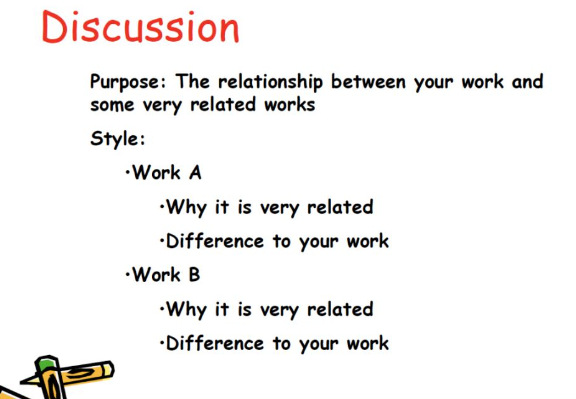 Discussion
Purpose: The relationship between your work and
some very related works
Style:
•Work A
•Why it is very related
•Difference to your work
•Work B
•Why it is very related
•Difference to your work